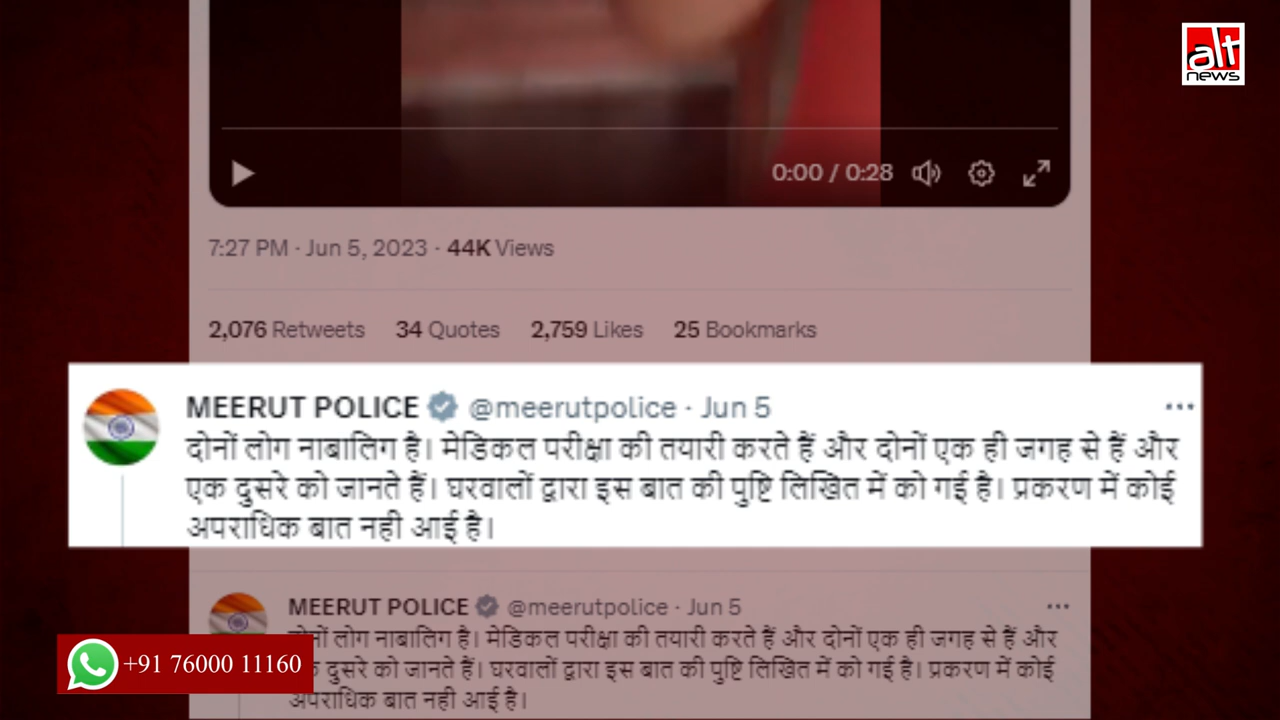 alt
news
0:00 / 0:28
7:27 PM · Jun 5, 2023 · 44K Views
2,076 Retweets 34 Quotes 2,759 Likes 25 Bookmarks
MEERUT POLICE @meerutpolice · Jun 5
दोनों लोग नाबालिग है। मेडिकल परीक्षा की तयारी करते हैं और दोनों एक ही जगह से हैं और
एक दुसरे को जानते हैं। घरवालों द्वारा इस बात की पुष्टि लिखित में को गई है। प्रकरण में कोई
अपराधिक बात नही आई है।
MEERUT POLICE @meerutpolice · Jun 5
लोग नाबालिग है। मेडिकल परीक्षा की तयारी करते हैं और दोनों एक ही जगह से हैं और
दुसरे को जानते हैं। घरवालों द्वारा इस बात की पुष्टि लिखित में को गई है। प्रकरण में कोई
अपराधिक बात नही आई है।
+91 76000 11160